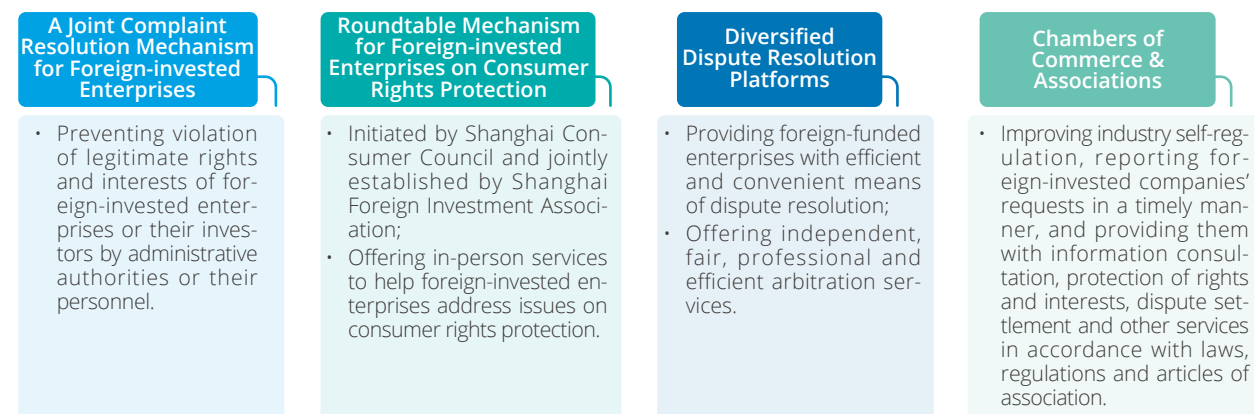 A Joint Complaint
Resolution Mechanism
for Foreign-invested
Enterprises
• Preventing violation
of legitimate rights
and interests of for-
eign-invested enter-
prises or their inves-
tors by administrative
authorities or their
personnel.
Roundtable Mechanism
for Foreign-invested
Enterprises on Consumer
Rights Protection
• Initiated by Shanghai Con-
sumer Council and jointly
established by Shanghai
Foreign Investment Associ-
ation;
• Offering in-person services
to help foreign-invested en-
terprises address issues on
consumer rights protection.
Diversified
Dispute Resolution
Platforms
• Providing foreign-funded
enterprises with efficient
and convenient means
of dispute resolution;
• Offering independent,
fair, professional and
efficient arbitration ser-
vices.
Chambers of
Commerce &
Associations
• Improving industry self-reg-
ulation, reporting for-
eign-invested companies'
requests in a timely man-
ner, and providing them
with information consul-
tation, protection of rights
and interests, dispute set-
tlement and other services
in accordance with laws,
regulations and articles of
association.